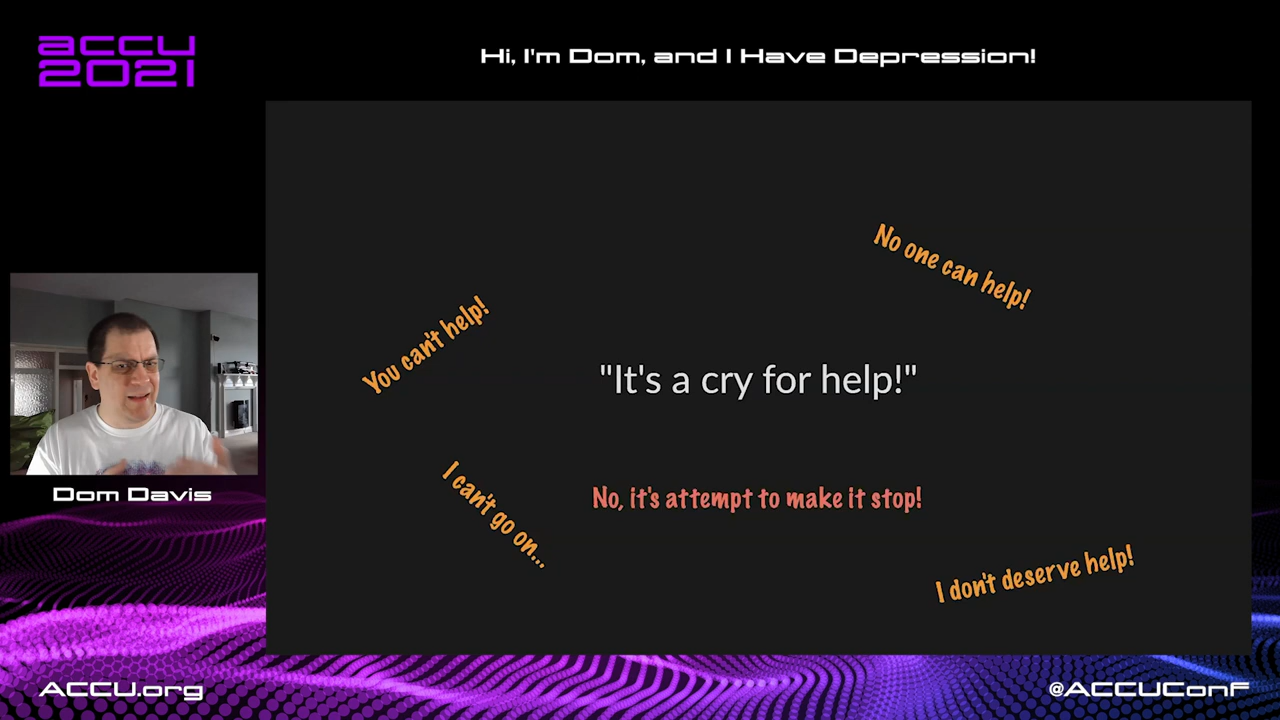 accu
2021
Hi, I'm Dom, and I Have Depression!
No one can help!
You can't help!
"It's a cry for help!"
I can't go on...
No, it's attempt to make it stop!
I don't deserve help!
Dom Davis
ACCU.org
@ACCUConf